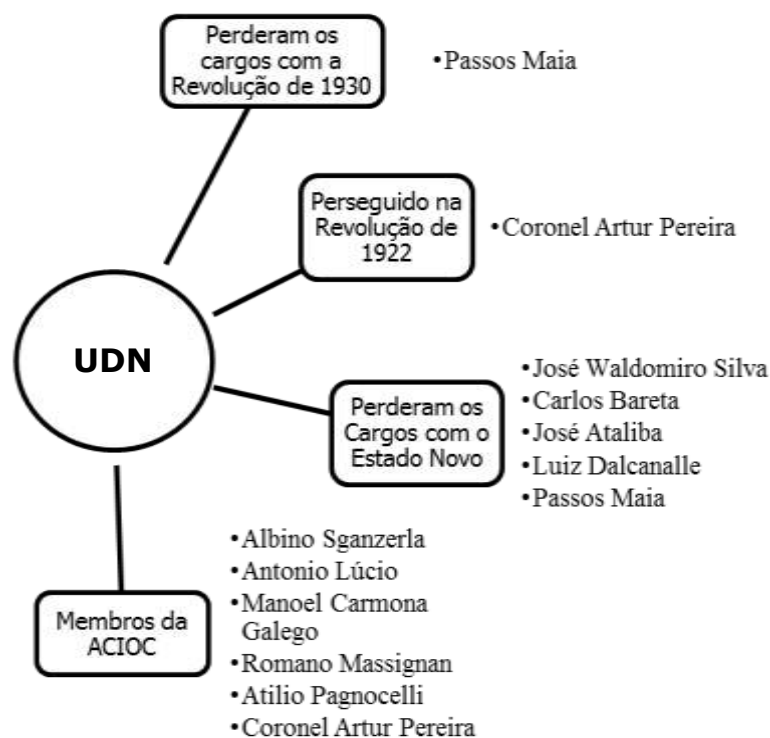 Perderam os
cargos com a
Revolução de 1930
•Passos Maia
Perseguido na
Revolução de
1922
•Coronel Artur Pereira
UDN
Perderam os
Cargos com o
Estado Novo
•José Waldomiro Silva
•Carlos Bareta
•José Ataliba
•Luiz Dalcanalle
•Passos Maia
Membros da
ACIOC
•Albino Sganzerla
•Antonio Lúcio
•Manoel Carmona
Galego
•Romano Massignan
•Atilio Pagnocelli
•Coronel Artur Pereira